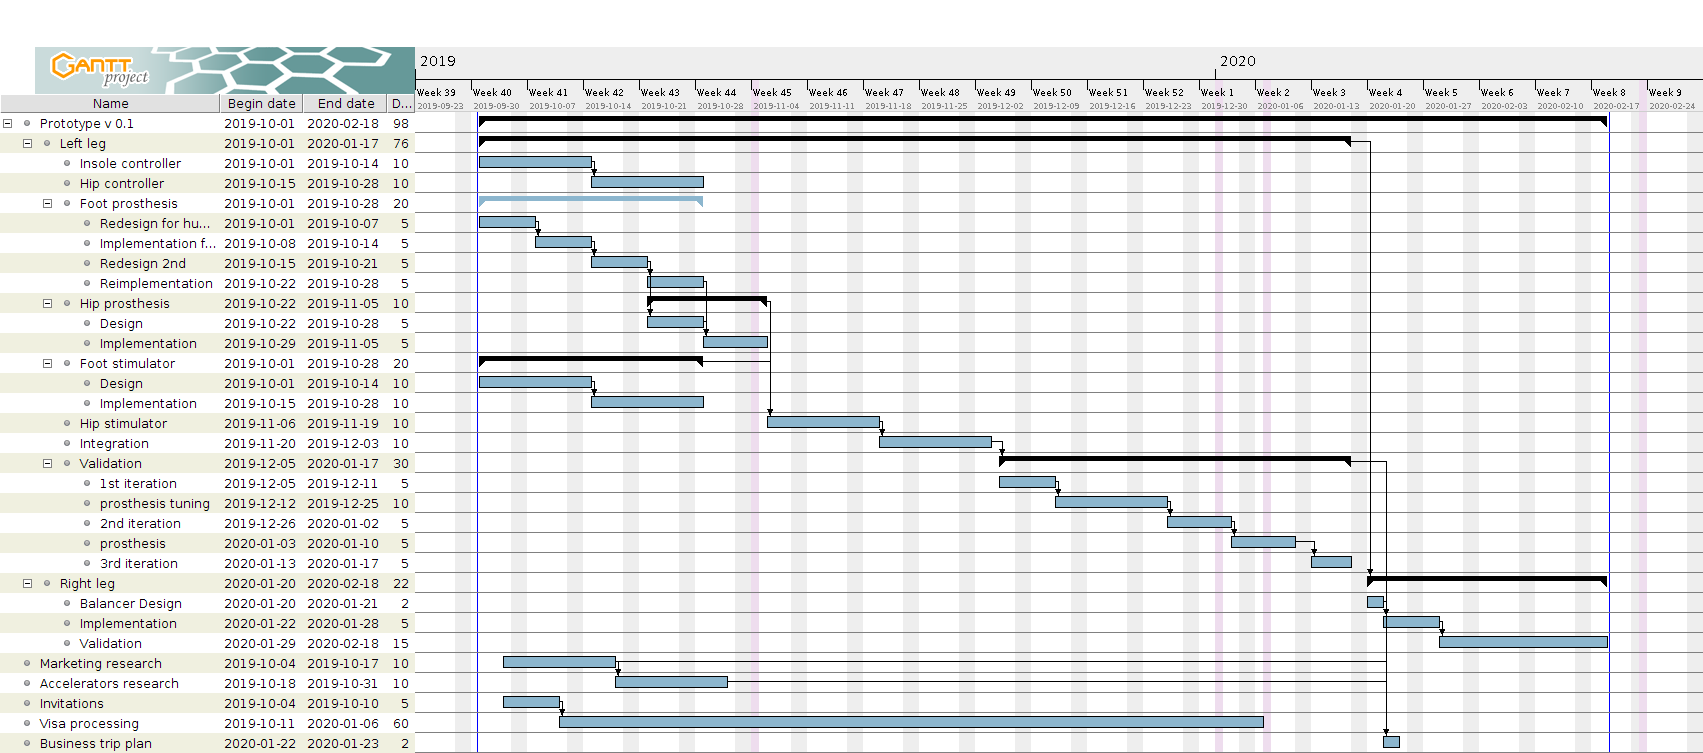 GANTT
project
2019 2020
Week 39 Week 40 Week 41 Week 42 Week 43 Week 44 Week 45 Week 46 Week 47 Week 48 Week 49 Week 50 Week 51 Week 52 Week 1 Week 2 Week 3 Week 4 Week 5 Week 6 Week 7 Week 8 Week 9
2019-09-23 2019-09-30 2019-10-07 2019-10-14 2019-10-21 2019-10-28 2019-11-04 2019-11-11 2019-11-18 2019-11-25 2019-12-02 2019-12-09 2019-12-16 2019-12-23 2019-12-30 2020-01-06 2020-01-13 2020-01-20 2020-01-27 2020-02-03 2020-02-10 2020-02-17 2020-02-24
Name Begin date End date D...
Prototype v 0.1 2019-10-01 2020-02-18 98
Left leg 2019-10-01 2020-01-17 76
Insole controller 2019-10-01 2019-10-14 10
Hip controller 2019-10-15 2019-10-28 10
Foot prosthesis 2019-10-01 2019-10-28 20
Redesign for hu... 2019-10-01 2019-10-07 5
Implementation f... 2019-10-08 2019-10-14 5
Redesign 2nd 2019-10-15 2019-10-21 5
Reimplementation 2019-10-22 2019-10-28 5
Hip prosthesis 2019-10-22 2019-11-05 10
Design 2019-10-22 2019-10-28 5
Implementation 2019-10-29 2019-11-05 5
Foot stimulator 2019-10-01 2019-10-28 20
Design 2019-10-01 2019-10-14 10
Implementation 2019-10-15 2019-10-28 10
Hip stimulator 2019-11-06 2019-11-19 10
Integration 2019-11-20 2019-12-03 10
Validation 2019-12-05 2020-01-17 30
1st iteration 2019-12-05 2019-12-11 5
prosthesis tuning 2019-12-12 2019-12-25 10
2nd iteration 2019-12-26 2020-01-02 5
prosthesis 2020-01-03 2020-01-10 5
3rd iteration 2020-01-13 2020-01-17 5
Right leg 2020-01-20 2020-02-18 22
Balancer Design 2020-01-20 2020-01-21 2
Implementation 2020-01-22 2020-01-28 5
Validation 2020-01-29 2020-02-18 15
Marketing research 2019-10-04 2019-10-17 10
Accelerators research 2019-10-18 2019-10-31 10
Invitations 2019-10-04 2019-10-10 5
Visa processing 2019-10-11 2020-01-06 60
Business trip plan 2020-01-22 2020-01-23 2